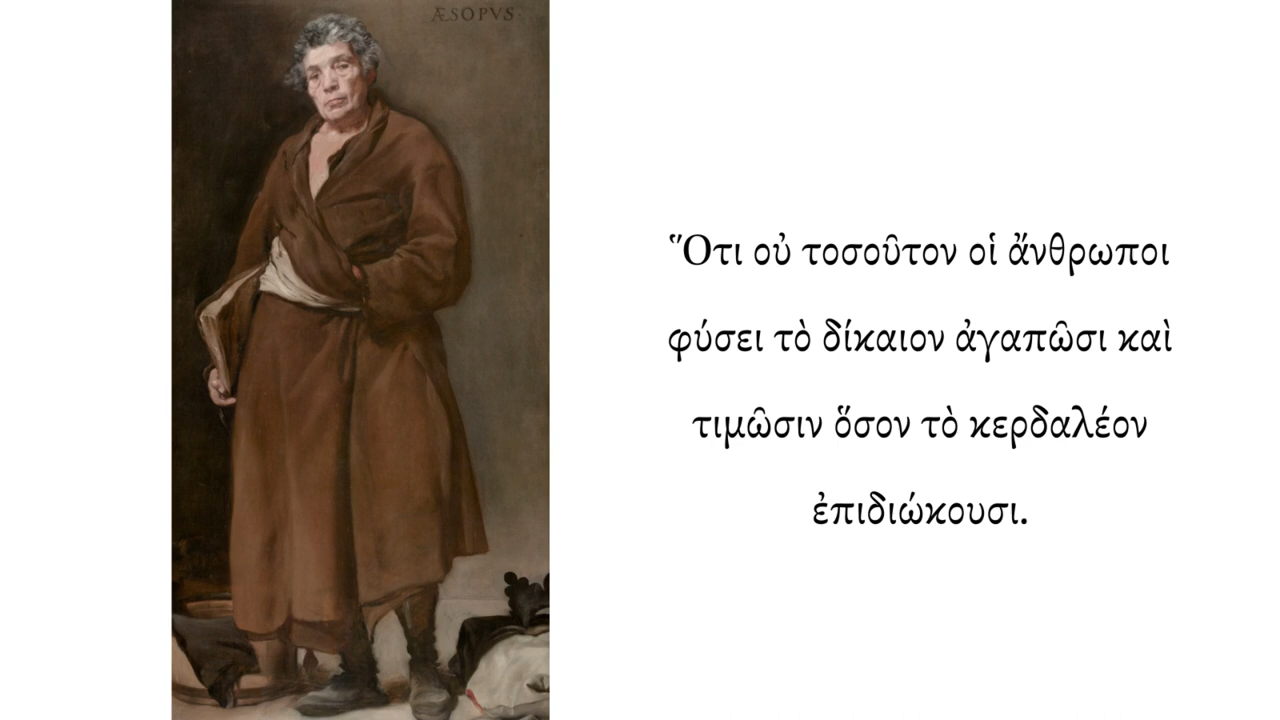 ÆSOPVS·
Ὅτι οὐ τοσοῦτον οἱ ἄνθρωποι
φύσει τὸ δίκαιον ἀγαπῶσι καὶ
τιμῶσιν ὅσον τὸ κερδαλέον
ἐπιδιώκουσι.